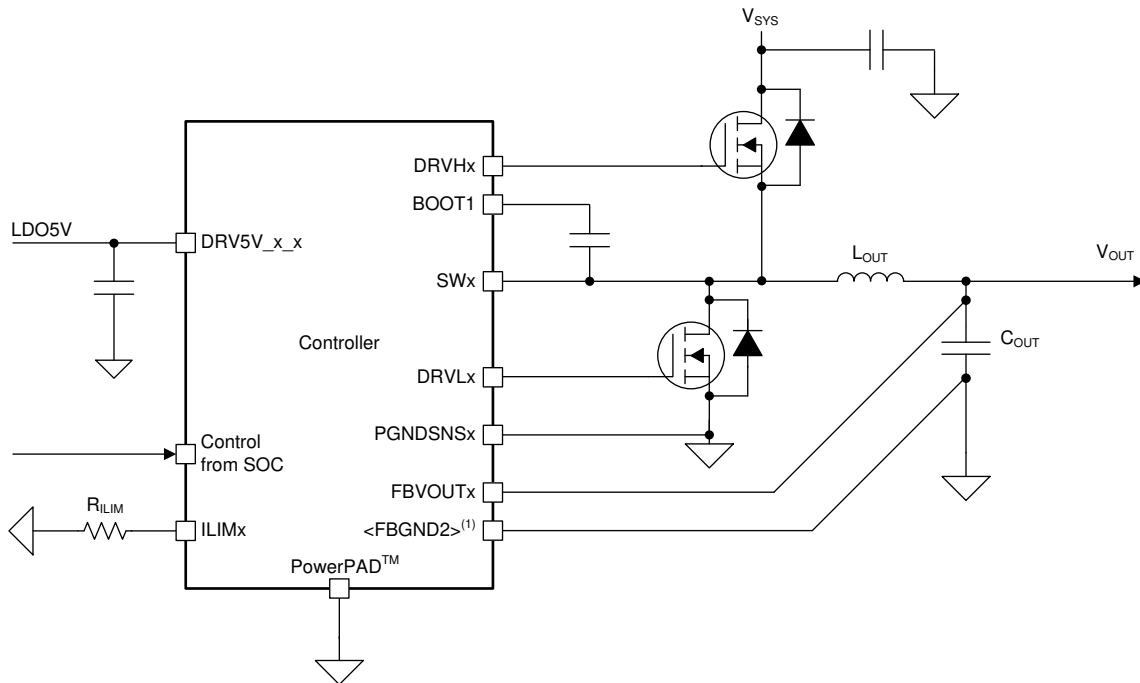 V_SYS
DRVHx
BOOT1
LDO5V
DRV5V_x_x
SWx
L_OUT
V_OUT
Controller
C_OUT
DRVLx
PGNDSNSx
Control
from SOC
FBVOUTx
R_ILIM
ILIMx
<FBGND2>(1)
PowerPAD™